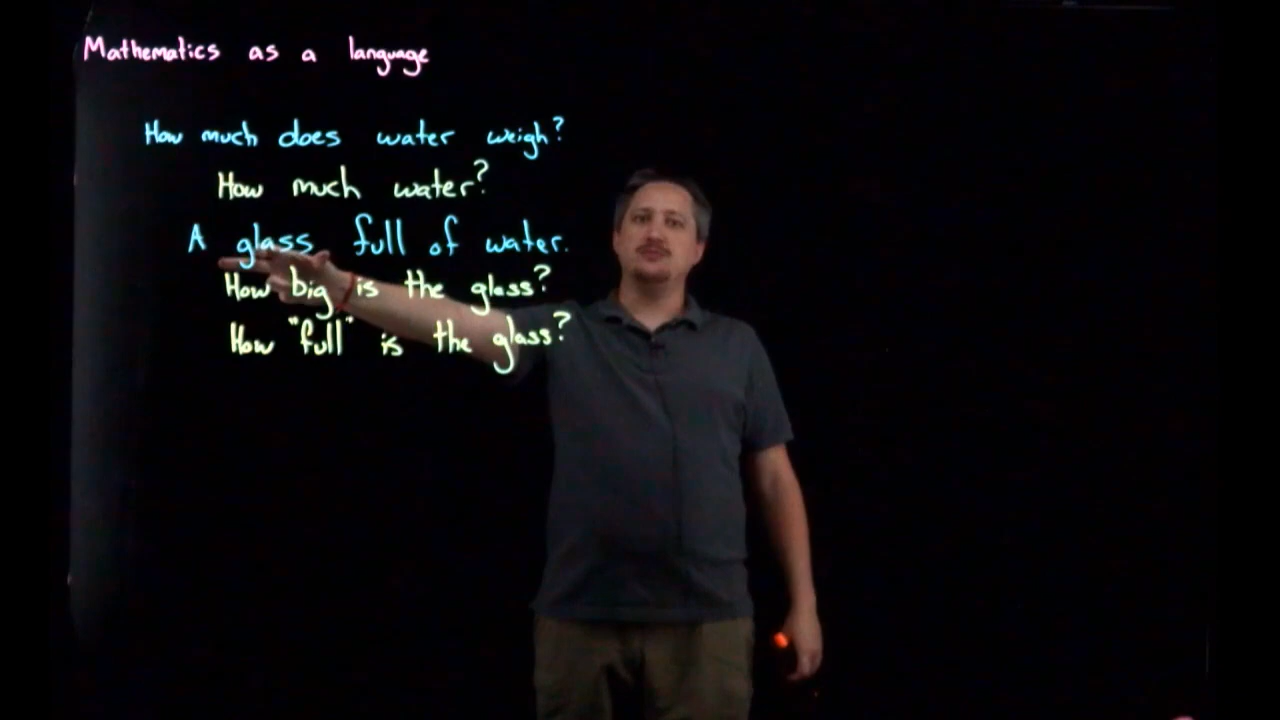 Mathematics as a language
How much does water weigh?
How much water?
A glass full of water.
How big is the glass?
How "full" is the glass?